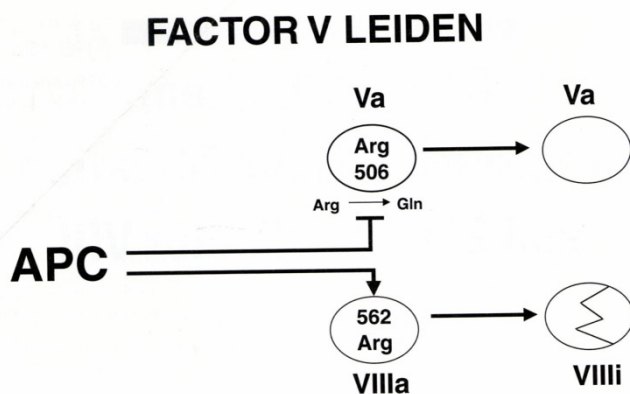 FACTOR V LEIDEN
Va
Va
Arg
506
Arg Gln
APC
562
Arg
VIIIa
VIIIi